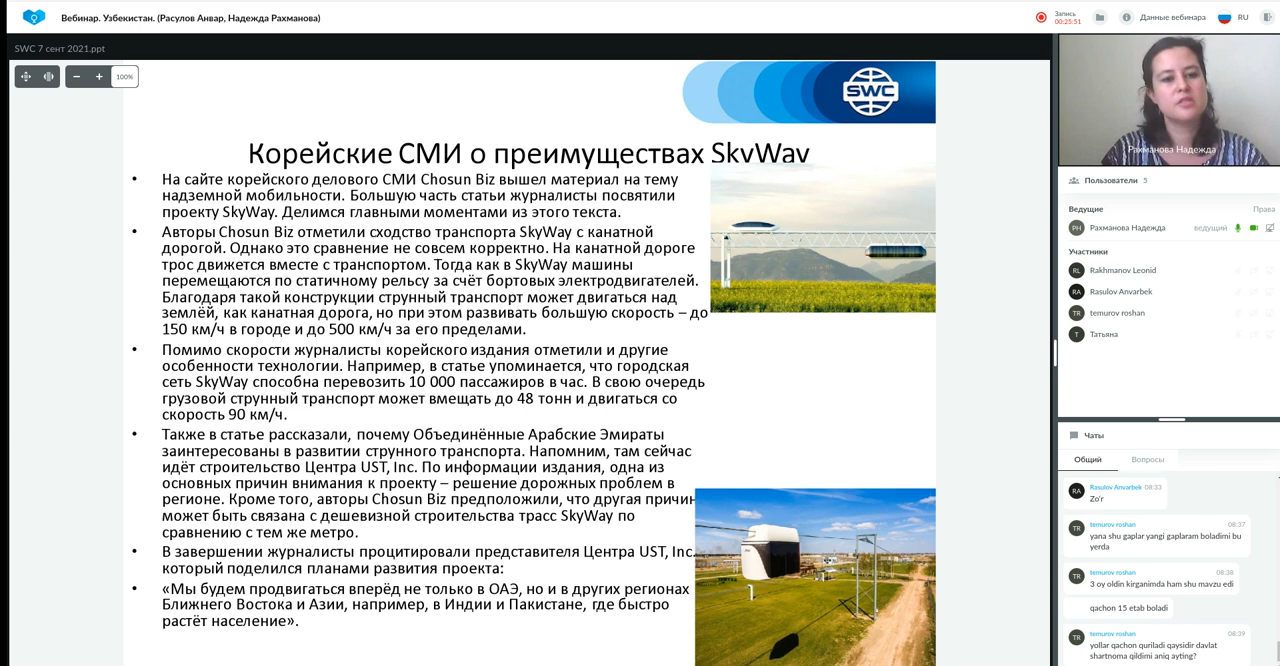 Вебинар. Узбекистан. (Расулов Анвар, Надежда Рахманова)
Запись
00:25:51
Данные вебинара
RU
SWC 7 сент 2021.ppt
100%
SWC
Корейские СМИ о преимуществах SkyWay
• На сайте корейского делового СМИ Chosun Biz вышел материал на тему
надземной мобильности. Большую часть статьи журналисты посвятили
проекту SkyWay. Делимся главными моментами из этого текста.
• Авторы Chosun Biz отметили сходство транспорта SkyWay с канатной
дорогой. Однако это сравнение не совсем корректно. На канатной дороге
трос движется вместе с транспортом. Тогда как в SkyWay машины
перемещаются по статичному рельсу за счёт бортовых электродвигателей.
Благодаря такой конструкции струнный транспорт может двигаться над
землёй, как канатная дорога, но при этом развивать большую скорость – до
150 км/ч в городе и до 500 км/ч за его пределами.
• Помимо скорости журналисты корейского издания отметили и другие
особенности технологии. Например, в статье упоминается, что городская
сеть SkyWay способна перевозить 10 000 пассажиров в час. В свою очередь
грузовой струнный транспорт может вмещать до 48 тонн и двигаться со
скорость 90 км/ч.
• Также в статье рассказали, почему Объединённые Арабские Эмираты
заинтересованы в развитии струнного транспорта. Напомним, там сейчас
идёт строительство Центра UST, Inc. По информации издания, одна из
основных причин внимания к проекту – решение дорожных проблем в
регионе. Кроме того, авторы Chosun Biz предположили, что другая причин
может быть связана с дешевизной строительства трасс SkyWay по
сравнению с тем же метро.
• В завершении журналисты процитировали представителя Центра UST, Inc.
который поделился планами развития проекта:
• «Мы будем продвигаться вперёд не только в ОАЭ, но и в других регионах
Ближнего Востока и Азии, например, в Индии и Пакистане, где быстро
растёт население».
Рахманова Надежда
Пользователи 5
Ведущие Права
РН Рахманова Надежда ведущий
Участники
RL Rakhmanov Leonid
RA Rasulov Anvarbek
TR temurov roshan
Т Татьяна
Чаты
Общий Вопросы
RA Rasulov Anvarbek 08:33
Zo'r
TR temurov roshan 08:37
yana shu gaplar yangi gaplaram boladimi bu
yerda
TR temurov roshan 08:38
3 oy oldin kirganimda ham shu mavzu edi
qachon 15 etab boladi
TR temurov roshan 08:39
yollar qachon quriladi qaysidir davlat
shartnoma qildimi aniq ayting?